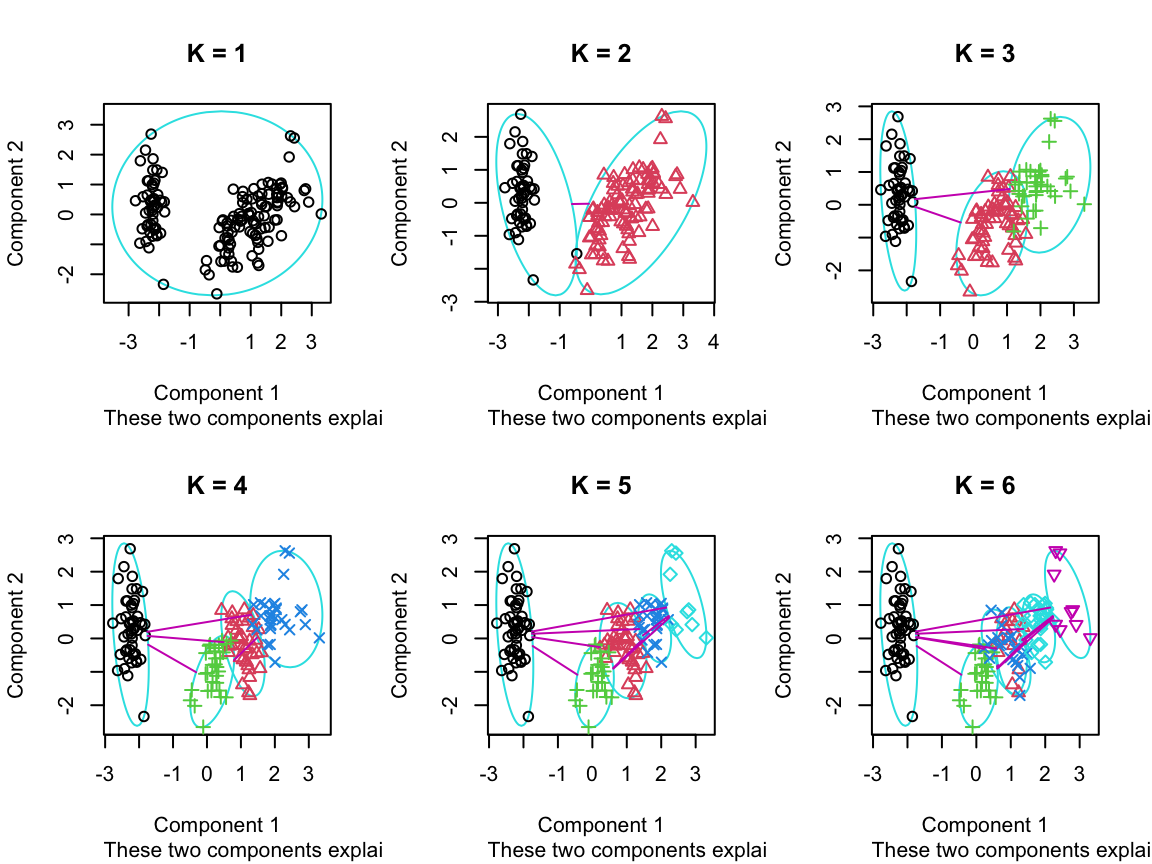 K = 1
K = 2
K = 3
Component 2
3
2
1
0
-2
-3
-1
1
2
3
Component 1
These two components explai
Component 2
2
1
0
-1
-3
-3
-1
1
2
3
4
Component 1
These two components explai
Component 2
3
2
1
0
-2
-3
-1
0
1
2
3
Component 1
These two components explai
K = 4
K = 5
K = 6
Component 2
3
2
1
0
-2
-3
-1
0
1
2
3
Component 1
These two components explai
Component 2
3
2
1
0
-2
-3
-1
0
1
2
3
Component 1
These two components explai
Component 2
3
2
1
0
-2
-3
-1
0
1
2
3
Component 1
These two components explai